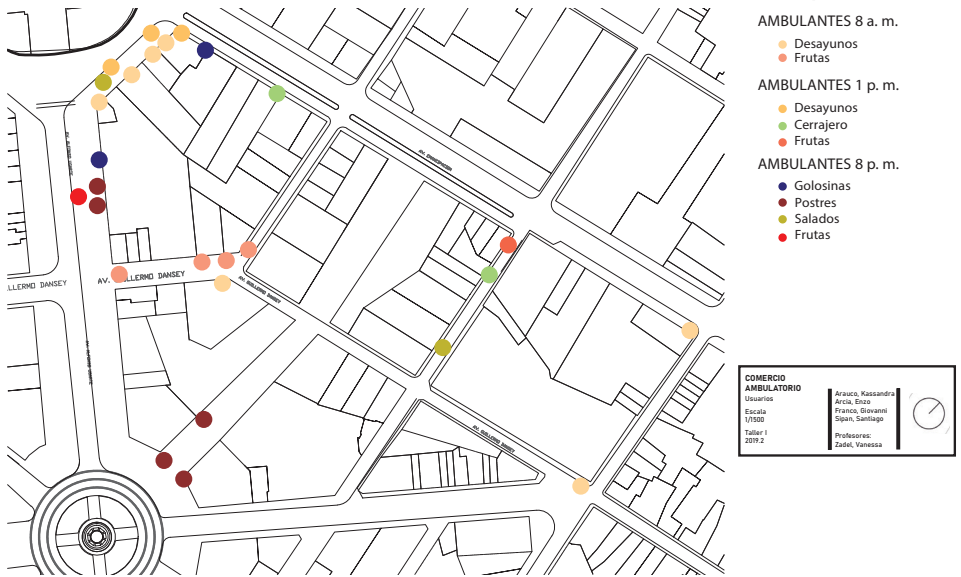 AMBULANTES 8 a. m.
Desayunos
Frutas
AMBULANTES 1 p. m.
Desayunos
Cerrajero
Frutas
AMBULANTES 8 p. m.
Golosinas
Postres
Salados
Frutas
COMERCIO
AMBULATORIO
Usuarios
Escala
1/1500
Taller I
2019.2
Arauco, Kassandra
Arcia, Enzo
Franco, Giovanni
Sipan, Santiago
Profesores:
Zadel, Vanessa
LLERMO DANSEY
AV. LLERMO DANSEY